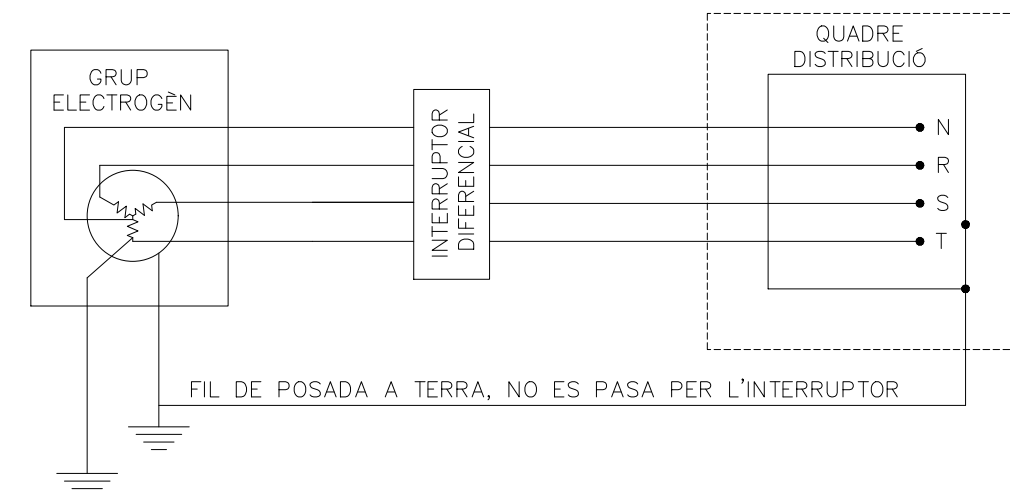 QUADRE
DISTRIBUCIÓ
GRUP
ELECTROGÈN
INTERRUPTOR
DIFERENCIAL
N
R
S
T
FIL DE POSADA A TERRA, NO ES PASA PER L'INTERRUPTOR